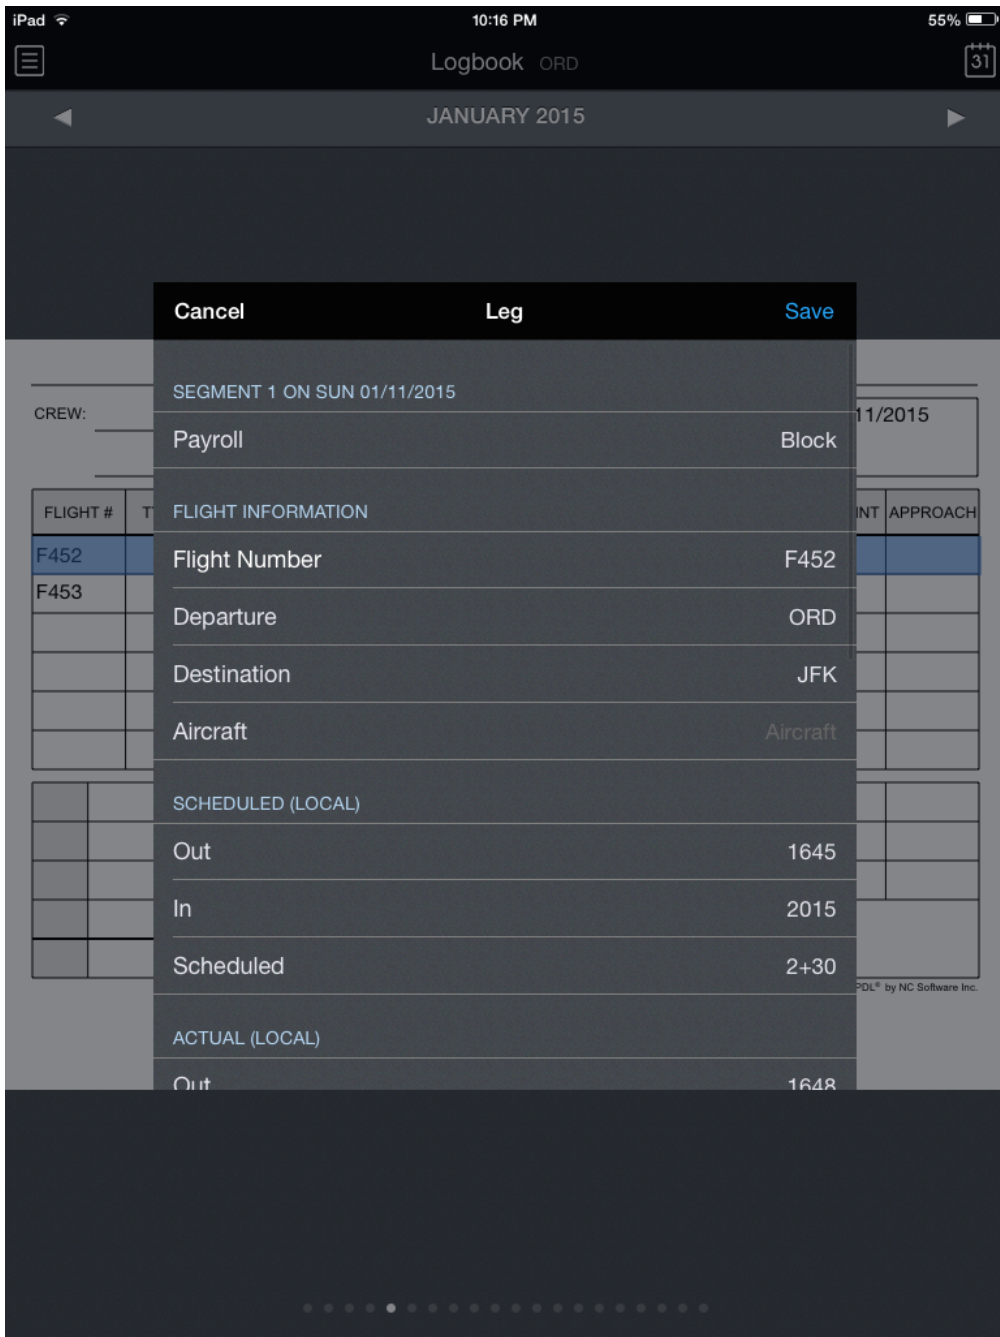 iPad 10:16 PM 55%
Logbook ORD 31
JANUARY 2015
Cancel Leg Save
SEGMENT 1 ON SUN 01/11/2015
CREW: 11/2015
Payroll Block
FLIGHT # FLIGHT INFORMATION APPROACH
F452 Flight Number F452
F453
Departure ORD
Destination JFK
Aircraft Aircraft
SCHEDULED (LOCAL)
Out 1645
In 2015
Scheduled 2+30
PDL® by NC Software Inc.
ACTUAL (LOCAL)
Out 1648